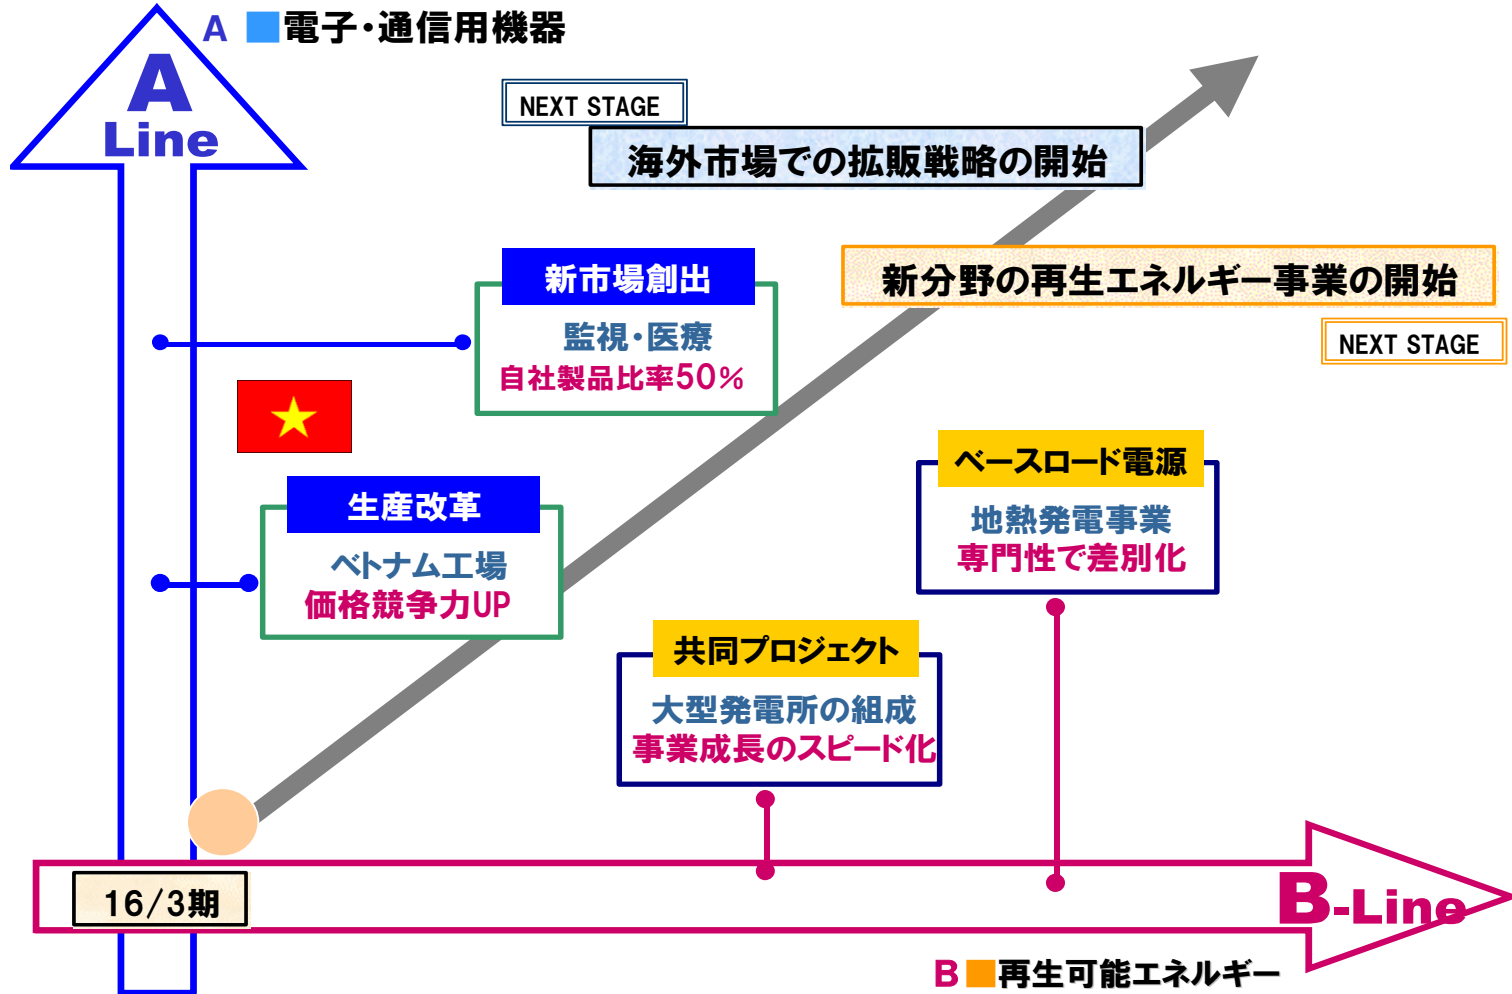 A ■電子・通信用機器
A
Line
NEXT STAGE
海外市場での拡販戦略の開始
新分野の再生エネルギー事業の開始
NEXT STAGE
新市場創出
監視・医療
自社製品比率50%
生産改革
ベトナム工場
価格競争力UP
ベースロード電源
地熱発電事業
専門性で差別化
共同プロジェクト
大型発電所の組成
事業成長のスピード化
16/3期
B-Line
B ■再生可能エネルギー